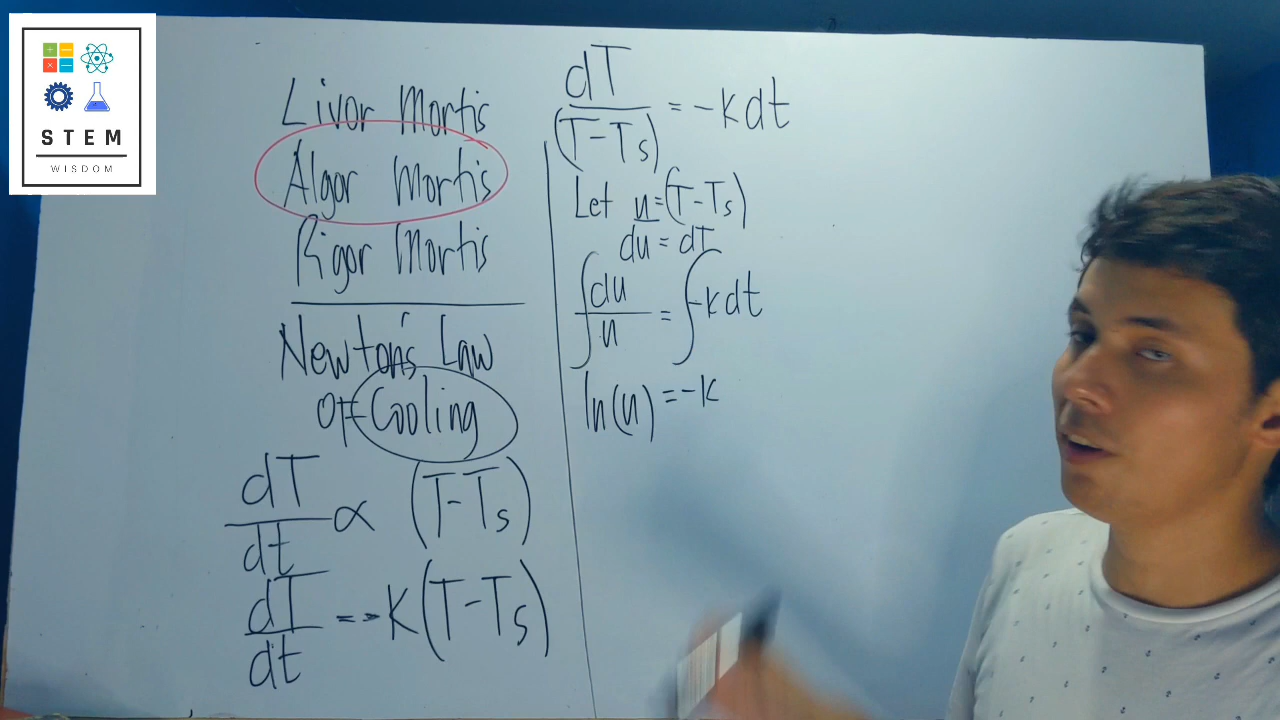 STEM
WISDOM
Livor Mortis
Algor Mortis
Rigor Mortis
Newton's Law
Of Cooling
dT/dt ∝ (T-Ts)
dT/dt = -K(T-Ts)
dT/(T-Ts) = -kdt
Let u=(T-Ts)
du = dT
∫du/u = ∫-kdt
ln(u) = -K